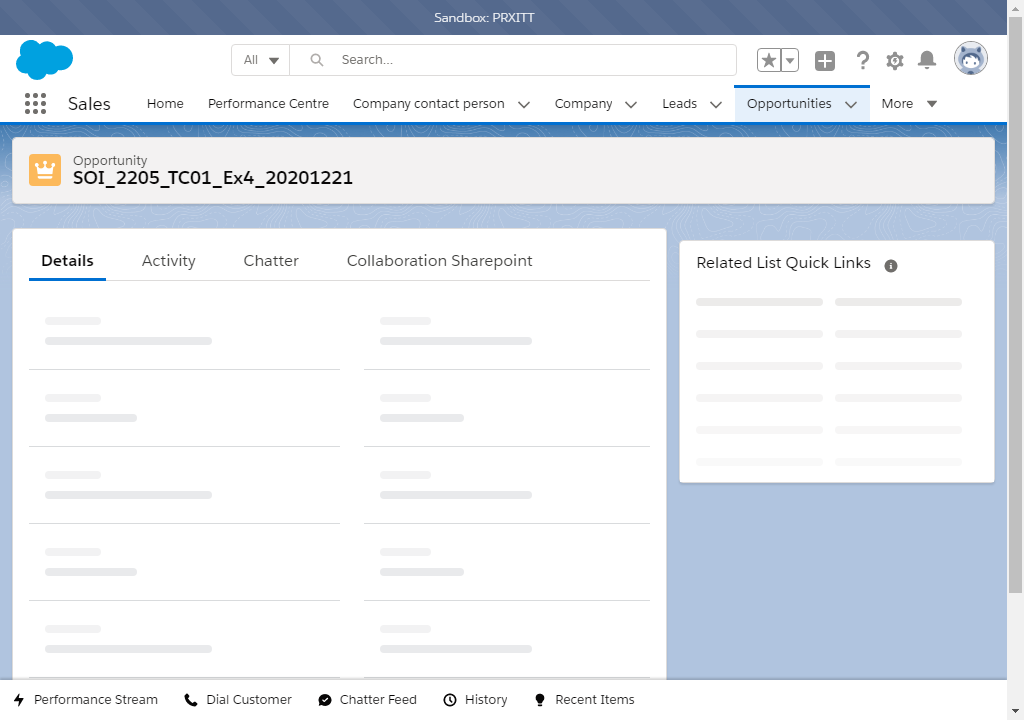 Sandbox: PRXITT
All
Search...
Sales
Home
Performance Centre
Company contact person
Company
Leads
Opportunities
More
Opportunity
SOI_2205_TC01_Ex4_20201221
Details
Activity
Chatter
Collaboration Sharepoint
Related List Quick Links
Performance Stream
Dial Customer
Chatter Feed
History
Recent Items